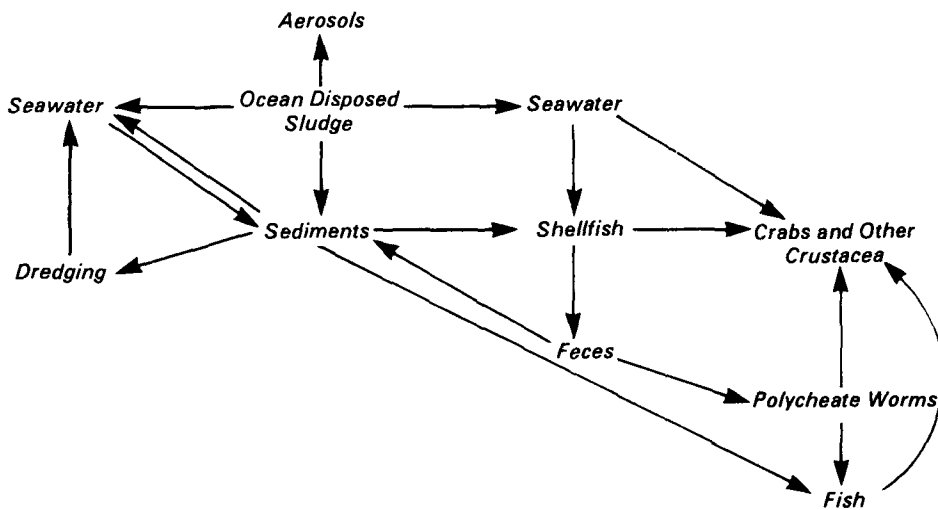 Aerosols
Seawater
Ocean Disposed
Sludge
Seawater
Sediments
Shellfish
Crabs and Other
Crustacea
Dredging
Feces
Polycheate Worms
Fish